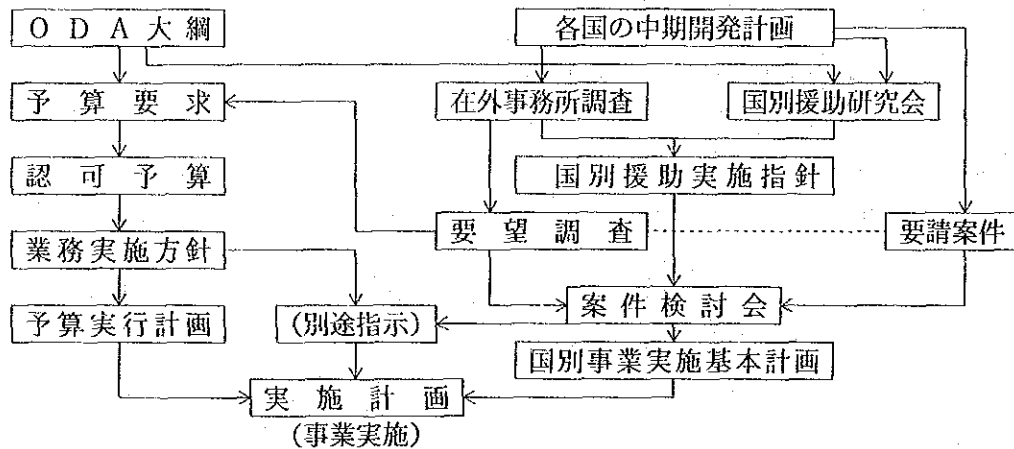 ODA大綱
各国の中期開発計画
予算要求
在外事務所調査
国別援助研究会
認可予算
国別援助実施指針
業務実施方針
要望調査
要請案件
予算実行計画
(別途指示)
案件検討会
国別事業実施基本計画
実施計画
(事業実施)